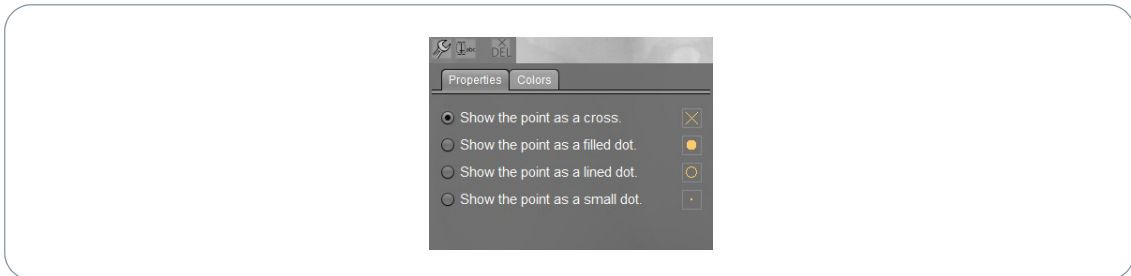 abc DEL
Properties Colors
Show the point as a cross.
Show the point as a filled dot.
Show the point as a lined dot.
Show the point as a small dot.